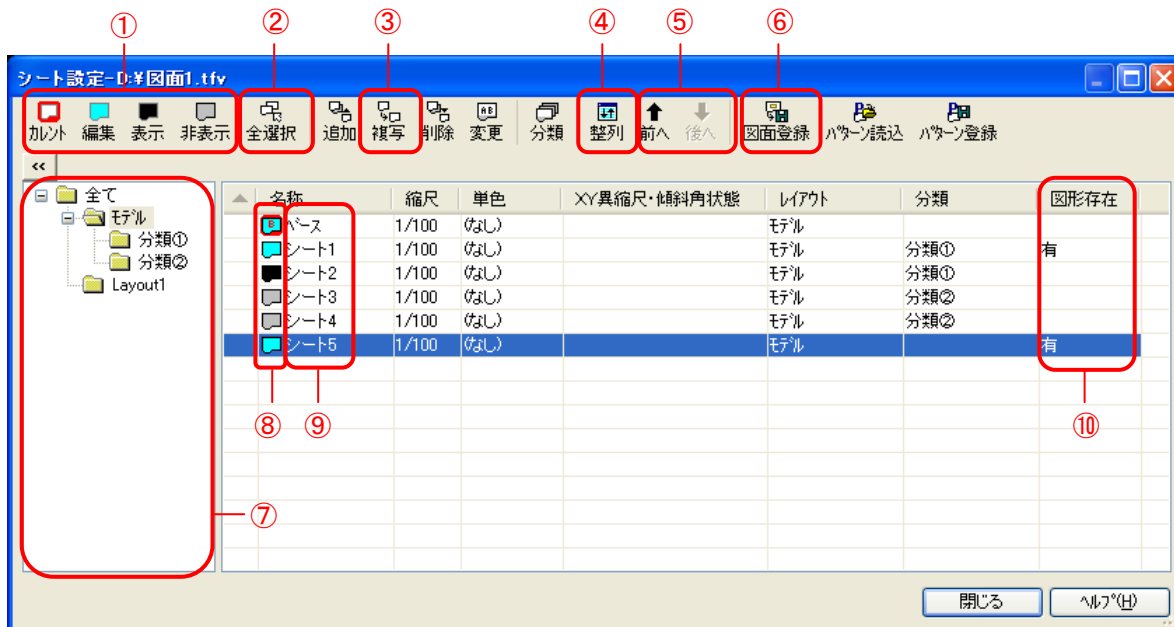 ① ② ③ ④ ⑤ ⑥
シート設定-D:¥図面1.tfv
カレント 編集 表示 非表示 全選択 追加 複写 削除 変更 分類 整列 前へ 後へ 図面登録 パターン読込 パターン登録
<<
全て
モデル
分類①
分類②
Layout1
名称 縮尺 単色 XY異縮尺・傾斜角状態 レイアウト 分類 図形存在
B ベース 1/100 (なし) モデル
シート1 1/100 (なし) モデル 分類① 有
シート2 1/100 (なし) モデル 分類①
シート3 1/100 (なし) モデル 分類②
シート4 1/100 (なし) モデル 分類②
シート5 1/100 (なし) モデル 有
⑧ ⑨ ⑩
⑦
閉じる ヘルプ(H)